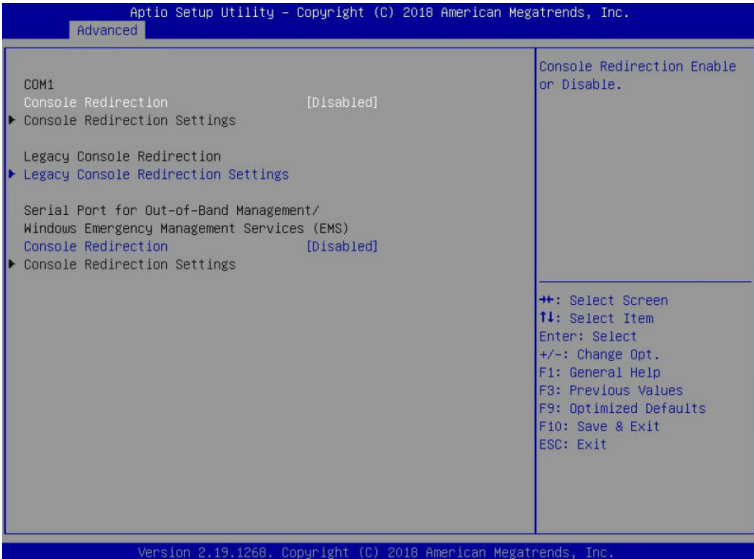 Aptio Setup Utility – Copyright (C) 2018 American Megatrends, Inc.
Advanced
COM1
Console Redirection [Disabled]
▶ Console Redirection Settings
Legacy Console Redirection
▶ Legacy Console Redirection Settings
Serial Port for Out-of-Band Management/
Windows Emergency Management Services (EMS)
Console Redirection [Disabled]
▶ Console Redirection Settings
Console Redirection Enable
or Disable.
→←: Select Screen
↑↓: Select Item
Enter: Select
+/-: Change Opt.
F1: General Help
F3: Previous Values
F9: Optimized Defaults
F10: Save & Exit
ESC: Exit
Version 2.19.1268. Copyright (C) 2018 American Megatrends, Inc.